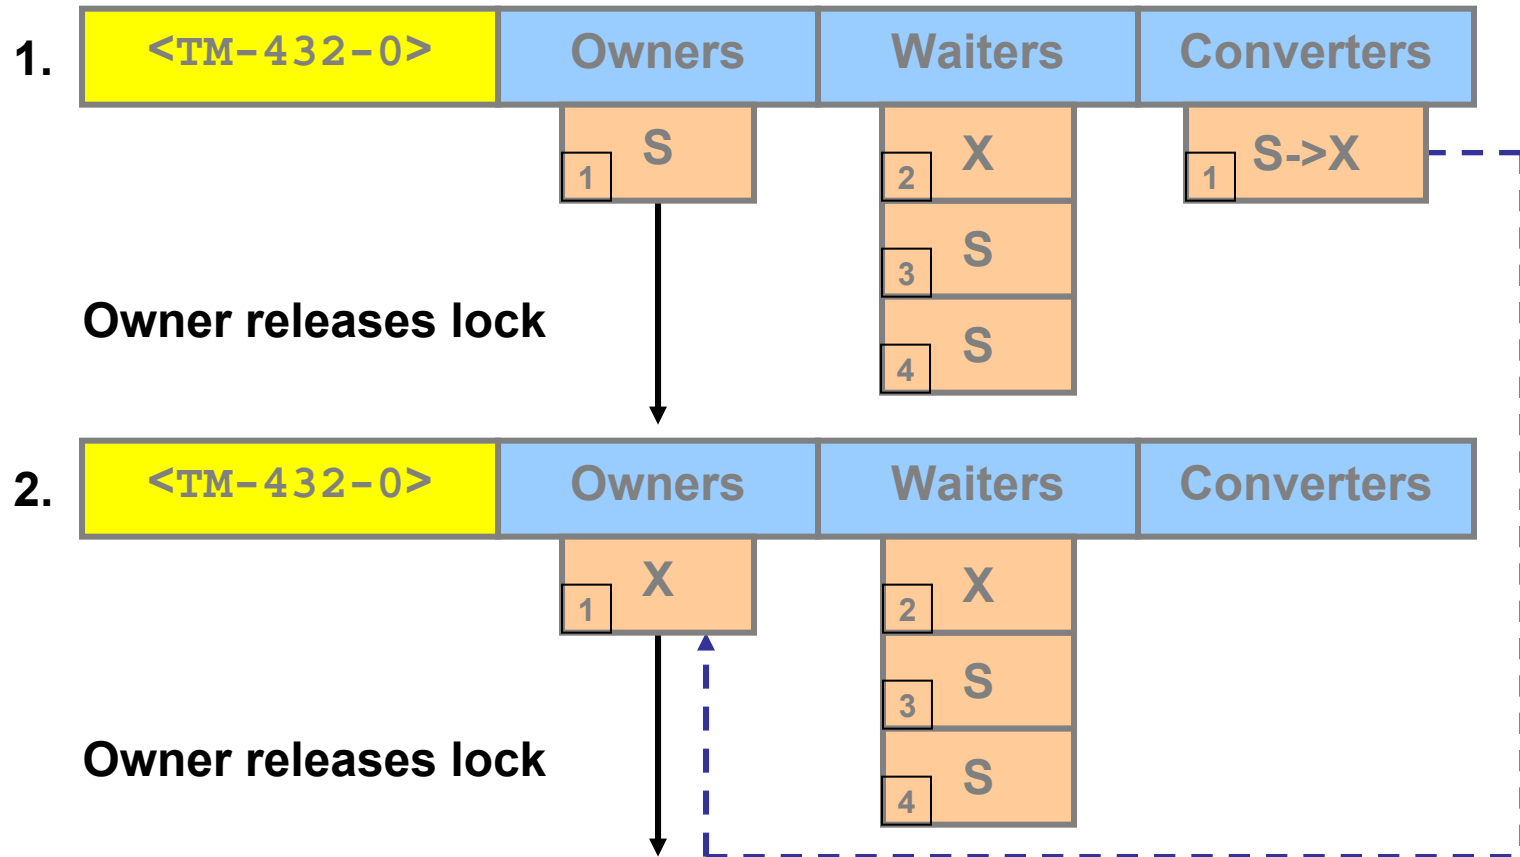 1. <TM-432-0> Owners Waiters Converters
S X S->X
1 2 1
S
3
Owner releases lock
S
4
2. <TM-432-0> Owners Waiters Converters
X X
1 2
S
3
Owner releases lock
S
4